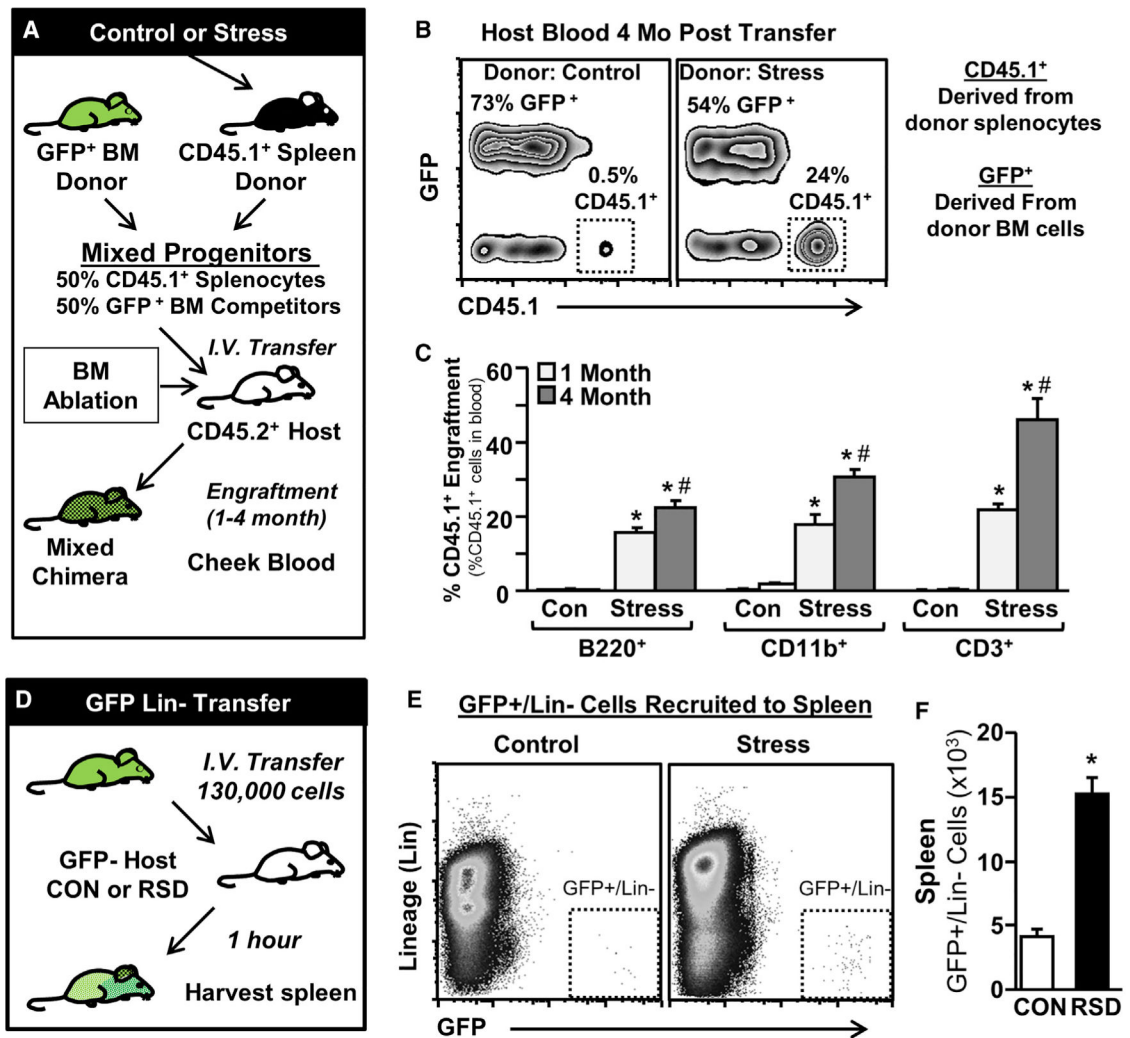 A
Control or Stress
GFP+ BM
Donor
CD45.1+ Spleen
Donor
Mixed Progenitors
50% CD45.1+ Splenocytes
50% GFP + BM Competitors
I.V. Transfer
BM
Ablation
CD45.2+ Host
Engraftment
(1-4 month)
Mixed
Chimera
Cheek Blood
B
Host Blood 4 Mo Post Transfer
Donor: Control
73% GFP +
0.5%
CD45.1+
Donor: Stress
54% GFP +
24%
CD45.1+
GFP
CD45.1
CD45.1+
Derived from
donor splenocytes
GFP+
Derived From
donor BM cells
C
% CD45.1+ Engraftment
(%CD45.1+ cells in blood)
60
40
20
0
1 Month
4 Month
*
* #
*
* #
*
* #
Con Stress Con Stress Con Stress
B220+ CD11b+ CD3+
D
GFP Lin- Transfer
I.V. Transfer
130,000 cells
GFP- Host
CON or RSD
1 hour
Harvest spleen
E
GFP+/Lin- Cells Recruited to Spleen
Control
Stress
Lineage (Lin)
GFP+/Lin-
GFP+/Lin-
GFP
F
Spleen
GFP+/Lin- Cells (x10³)
20
15
10
5
0
*
CON RSD